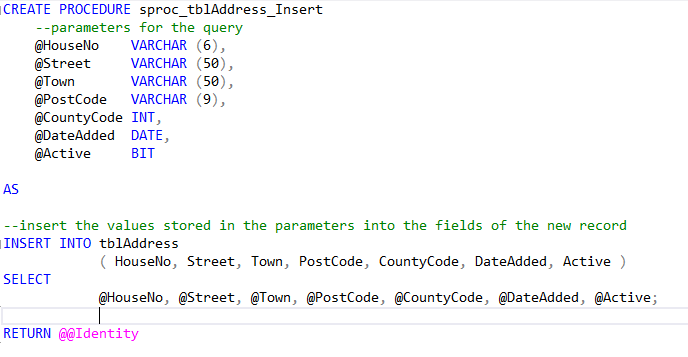 CREATE PROCEDURE sproc_tblAddress_Insert
--parameters for the query
@HouseNo VARCHAR (6),
@Street VARCHAR (50),
@Town VARCHAR (50),
@PostCode VARCHAR (9),
@CountyCode INT,
@DateAdded DATE,
@Active BIT
AS
--insert the values stored in the parameters into the fields of the new record
INSERT INTO tblAddress
( HouseNo, Street, Town, PostCode, CountyCode, DateAdded, Active )
SELECT
@HouseNo, @Street, @Town, @PostCode, @CountyCode, @DateAdded, @Active;
RETURN @@Identity